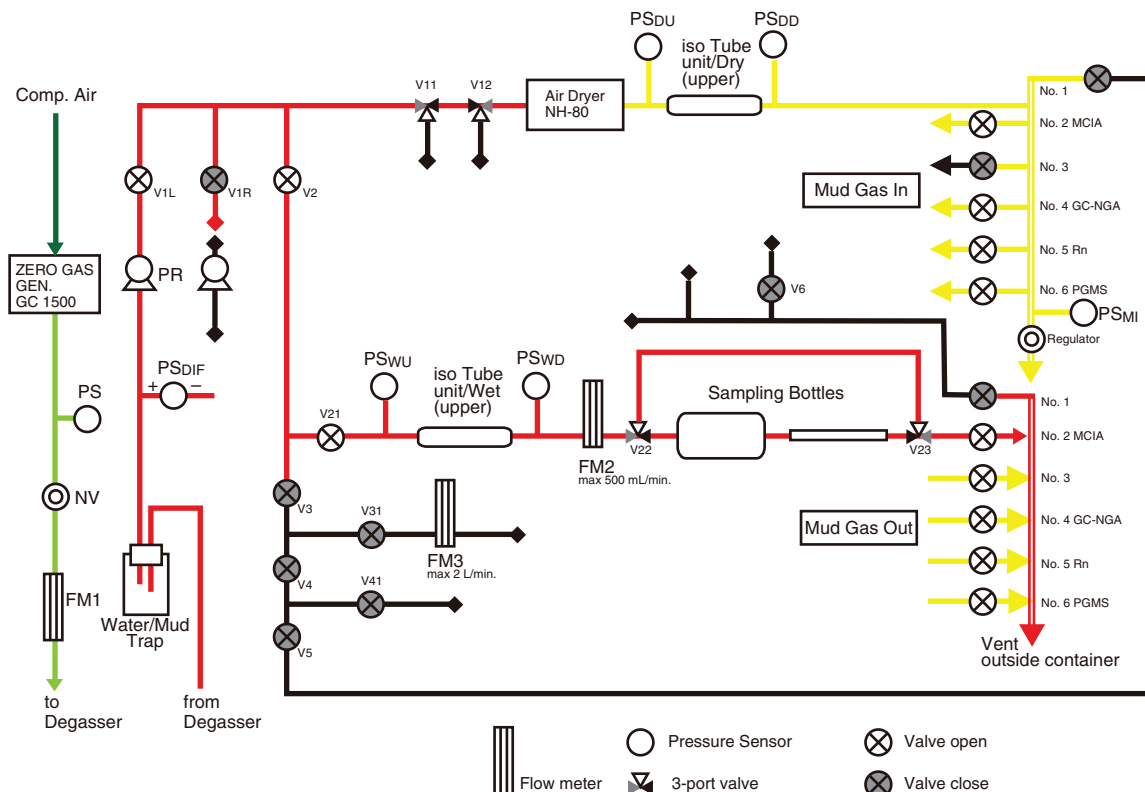 Comp. Air
ZERO GAS
GEN.
GC 1500
PS
NV
FM1
to
Degasser
V1L
PR
PSDIF
+
−
Water/Mud
Trap
from
Degasser
V1R
V2
V11
V12
Air Dryer
NH-80
PSDU
iso Tube
unit/Dry
(upper)
PSDD
No. 1
No. 2 MCIA
No. 3
Mud Gas In
No. 4 GC-NGA
No. 5 Rn
No. 6 PGMS
PSMI
Regulator
V6
V21
PSWU
iso Tube
unit/Wet
(upper)
PSWD
FM2
max 500 mL/min.
V22
Sampling Bottles
V23
No. 1
No. 2 MCIA
No. 3
Mud Gas Out
No. 4 GC-NGA
No. 5 Rn
No. 6 PGMS
Vent
outside container
V3
V31
FM3
max 2 L/min.
V4
V41
V5
Flow meter
Pressure Sensor
3-port valve
Valve open
Valve close